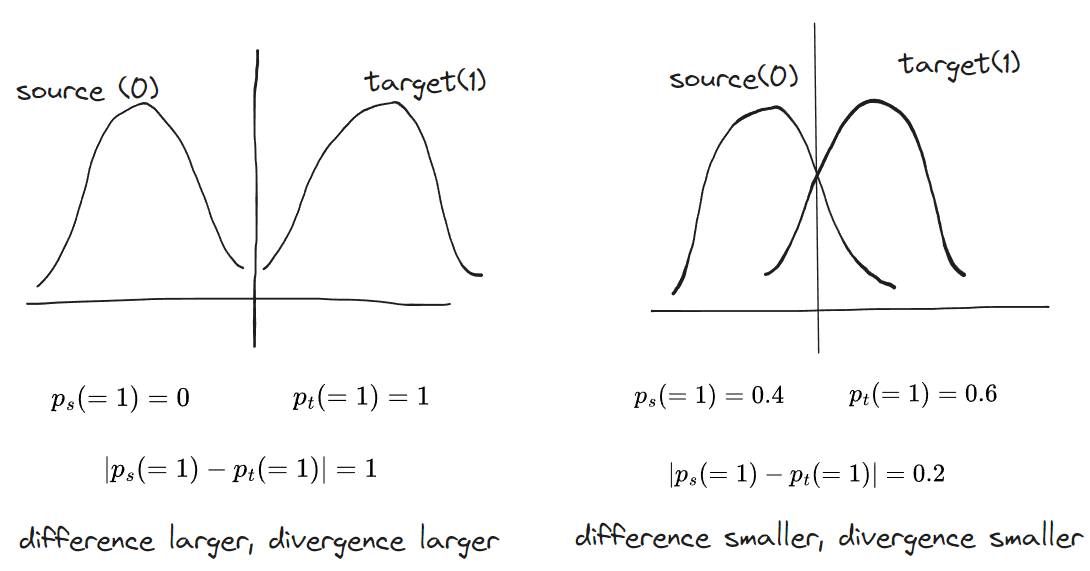 source (0)
target(1)
$p_s(=1)=0$
$p_t(=1)=1$
$|p_s(=1)-p_t(=1)|=1$
difference larger, divergence larger
source(0)
target(1)
$p_s(=1)=0.4$
$p_t(=1)=0.6$
$|p_s(=1)-p_t(=1)|=0.2$
difference smaller, divergence smaller